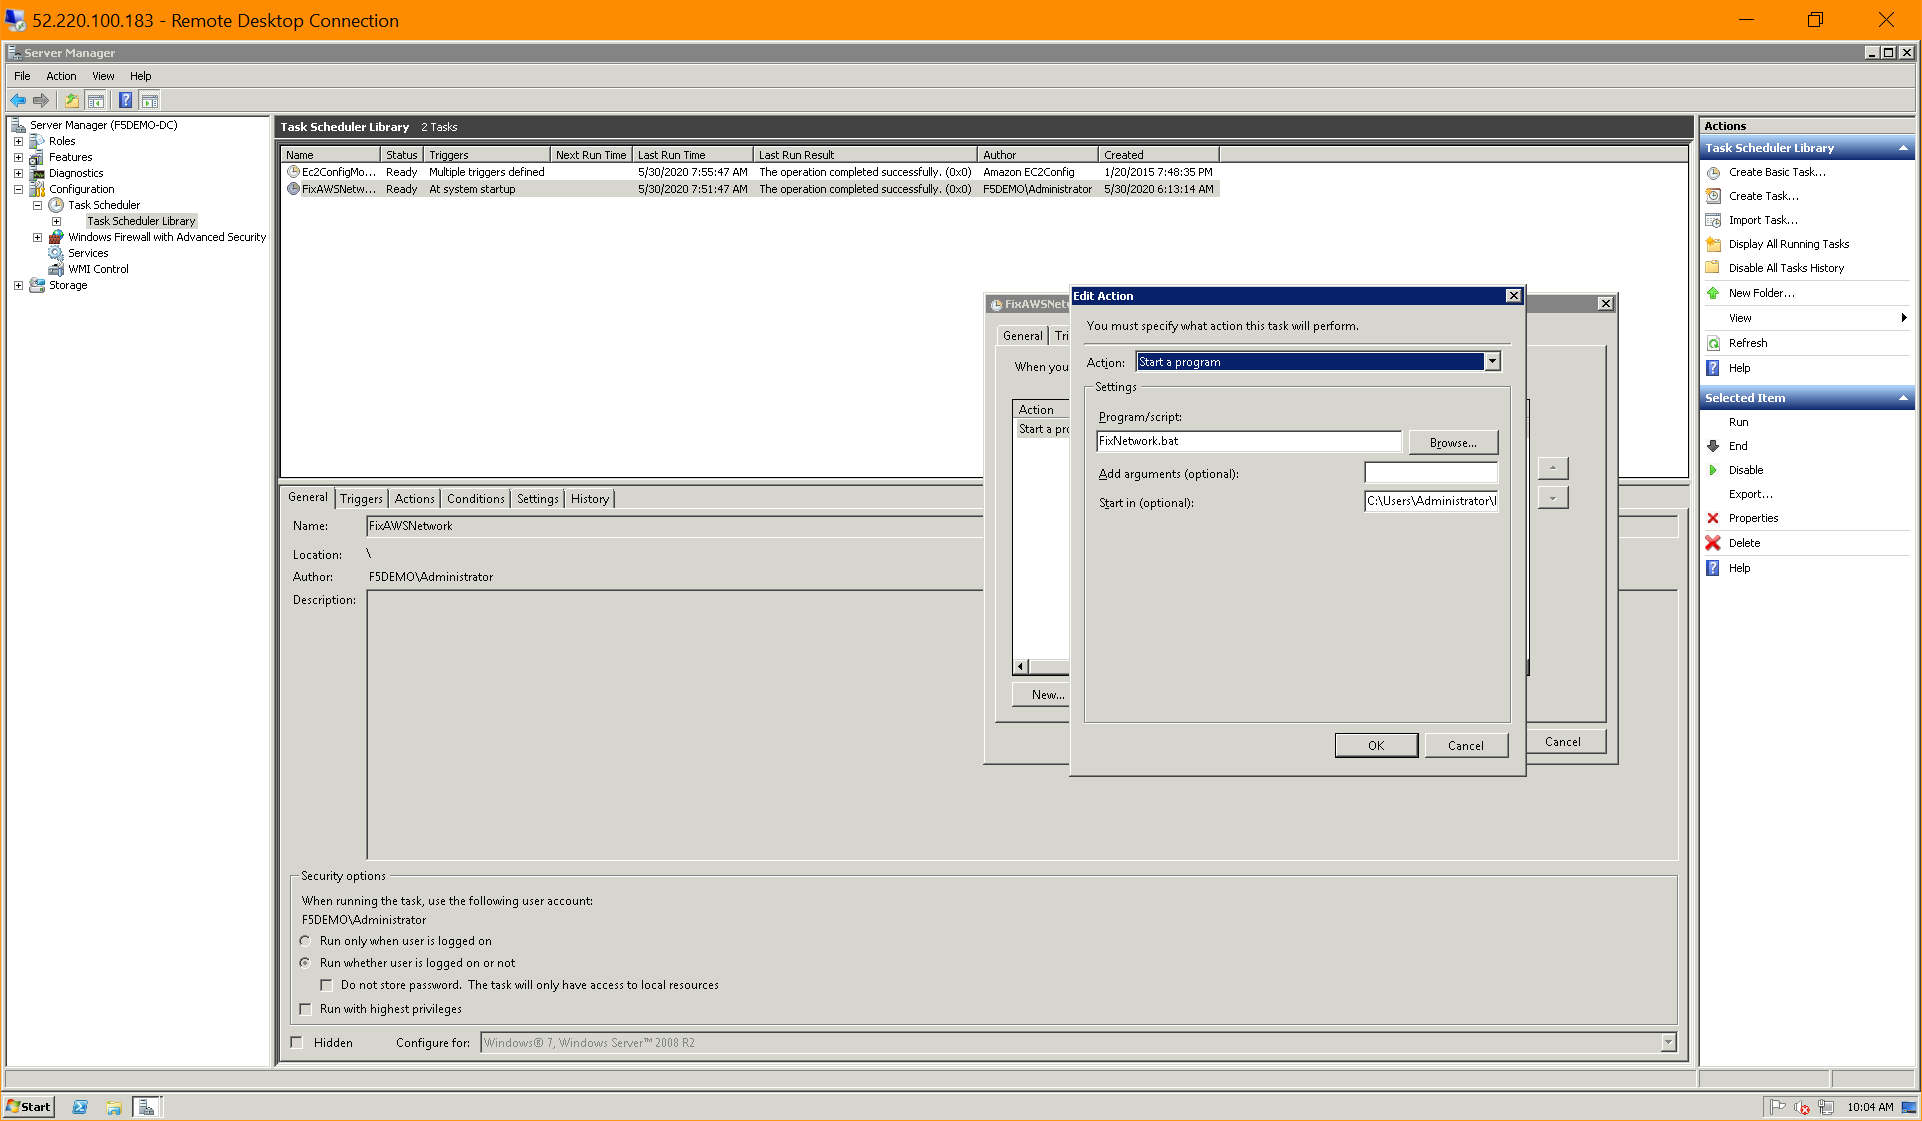 52.220.100.183 - Remote Desktop Connection
Server Manager
File Action View Help
Server Manager (F5DEMO-DC)
Roles
Features
Diagnostics
Configuration
Task Scheduler
Task Scheduler Library
Windows Firewall with Advanced Security
Services
WMI Control
Storage
Task Scheduler Library 2 Tasks
Name Status Triggers Next Run Time Last Run Time Last Run Result Author Created
Ec2ConfigMo... Ready Multiple triggers defined 5/30/2020 7:55:47 AM The operation completed successfully. (0x0) Amazon EC2Config 1/20/2015 7:48:35 PM
FixAWSNetw... Ready At system startup 5/30/2020 7:51:47 AM The operation completed successfully. (0x0) F5DEMO\Administrator 5/30/2020 6:13:14 AM
FixAWSNet
General Tri
When you
Action
Start a pro
New...
Cancel
Edit Action
You must specify what action this task will perform.
Action: Start a program
Settings
Program/script:
FixNetwork.bat Browse...
Add arguments (optional):
Start in (optional): C:\Users\Administrator\
OK Cancel
General Triggers Actions Conditions Settings History
Name: FixAWSNetwork
Location: \
Author: F5DEMO\Administrator
Description:
Security options
When running the task, use the following user account:
F5DEMO\Administrator
Run only when user is logged on
Run whether user is logged on or not
Do not store password. The task will only have access to local resources
Run with highest privileges
Hidden Configure for: Windows® 7, Windows Server™ 2008 R2
Actions
Task Scheduler Library
Create Basic Task...
Create Task...
Import Task...
Display All Running Tasks
Disable All Tasks History
New Folder...
View
Refresh
Help
Selected Item
Run
End
Disable
Export...
Properties
Delete
Help
Start 10:04 AM